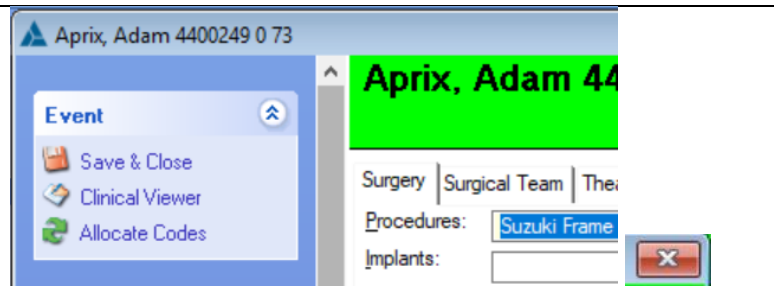 Aprix, Adam 4400249 0 73
Event
Save & Close
Clinical Viewer
Allocate Codes
Aprix, Adam 44
Surgery Surgical Team Thea
Procedures: Suzuki Frame
Implants: